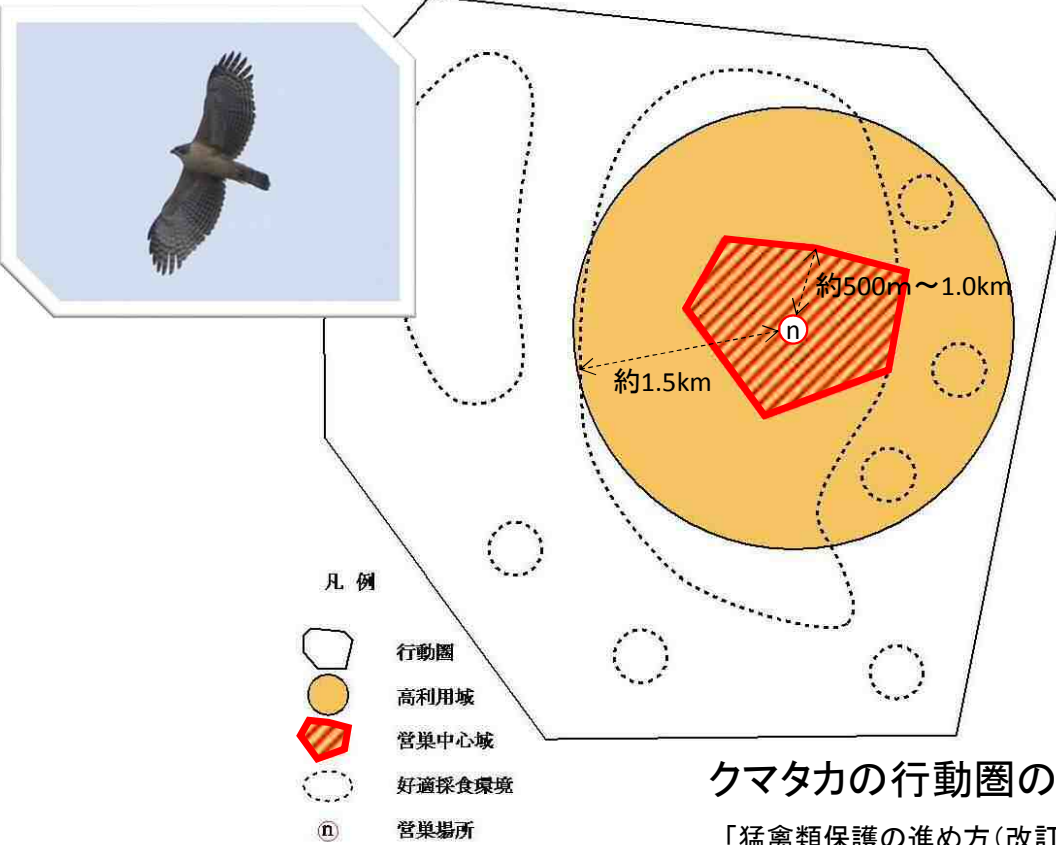 約500m～1.0km
n
約1.5km
凡 例
行動圏
高利用域
営巣中心域
好適採食環境
n 営巣場所
クマタカの行動圏の
「猛禽類保護の進め方（改訂